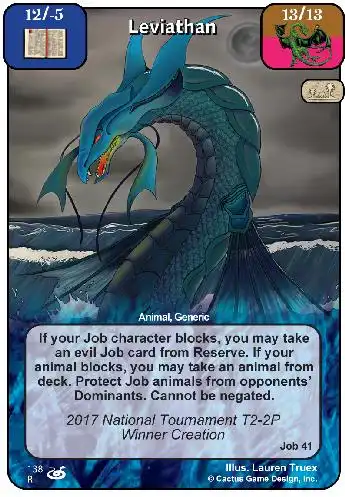 12/-5
Leviathan
13/13
Animal, Generic
If your Job character blocks, you may take
an evil Job card from Reserve. If your
animal blocks, you may take an animal from
deck. Protect Job animals from opponents'
Dominants. Cannot be negated.
2017 National Tournament T2-2P
Winner Creation
Job 41
138
R
Illus. Lauren Truex
© Cactus Game Design, Inc.